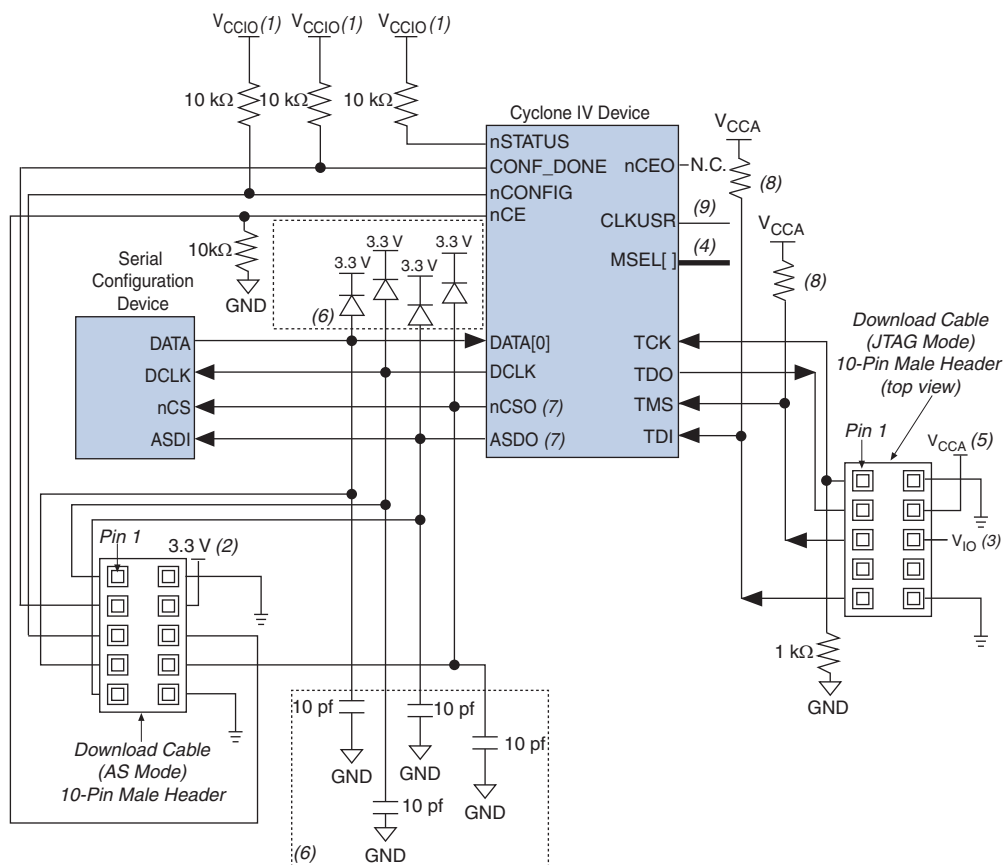 V_CCIO (1) V_CCIO (1) V_CCIO (1)
10 kΩ 10 kΩ 10 kΩ
Cyclone IV Device
nSTATUS
CONF_DONE
nCONFIG
nCE
nCEO
N.C.
CLKUSR
(9)
MSEL[ ]
(4)
V_CCA
(8)
V_CCA
(8)
10kΩ
GND
3.3 V
3.3 V
3.3 V
3.3 V
(6)
Serial
Configuration
Device
DATA
DCLK
nCS
ASDI
DATA[0]
DCLK
nCSO (7)
ASDO (7)
TCK
TDO
TMS
TDI
Download Cable
(JTAG Mode)
10-Pin Male Header
(top view)
Pin 1
V_CCA (5)
V_IO (3)
1 kΩ
GND
Pin 1
3.3 V (2)
Download Cable
(AS Mode)
10-Pin Male Header
10 pf
GND
10 pf
GND
10 pf
GND
10 pf
GND
(6)